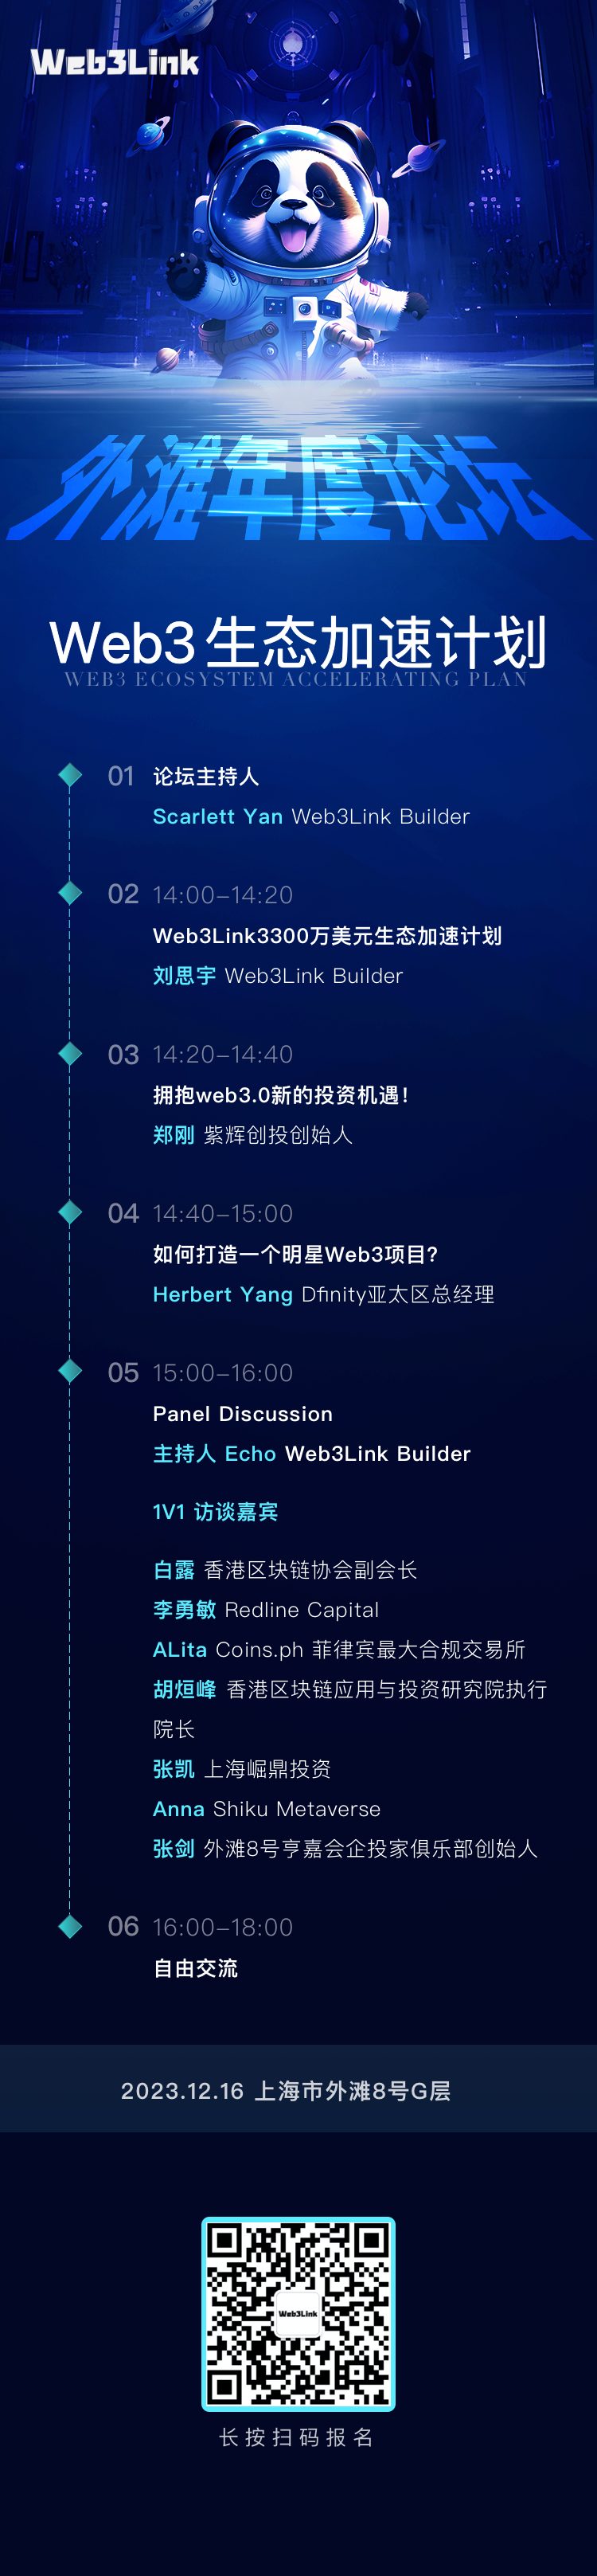 Web3Link
外滩年度论坛
Web3生态加速计划
WEB3 ECOSYSTEM ACCELERATING PLAN
01 论坛主持人
Scarlett Yan Web3Link Builder
02 14:00-14:20
Web3Link3300万美元生态加速计划
刘思宇 Web3Link Builder
03 14:20-14:40
拥抱web3.0新的投资机遇!
郑刚 紫辉创投创始人
04 14:40-15:00
如何打造一个明星Web3项目?
Herbert Yang Dfinity亚太区总经理
05 15:00-16:00
Panel Discussion
主持人 Echo Web3Link Builder
1V1 访谈嘉宾
白露 香港区块链协会副会长
李勇敏 Redline Capital
ALita Coins.ph 菲律宾最大合规交易所
胡烜峰 香港区块链应用与投资研究院执行
院长
张凯 上海崛鼎投资
Anna Shiku Metaverse
张剑 外滩8号亨嘉会企投家俱乐部创始人
06 16:00-18:00
自由交流
2023.12.16 上海市外滩8号G层
Web3Link
长按扫码报名